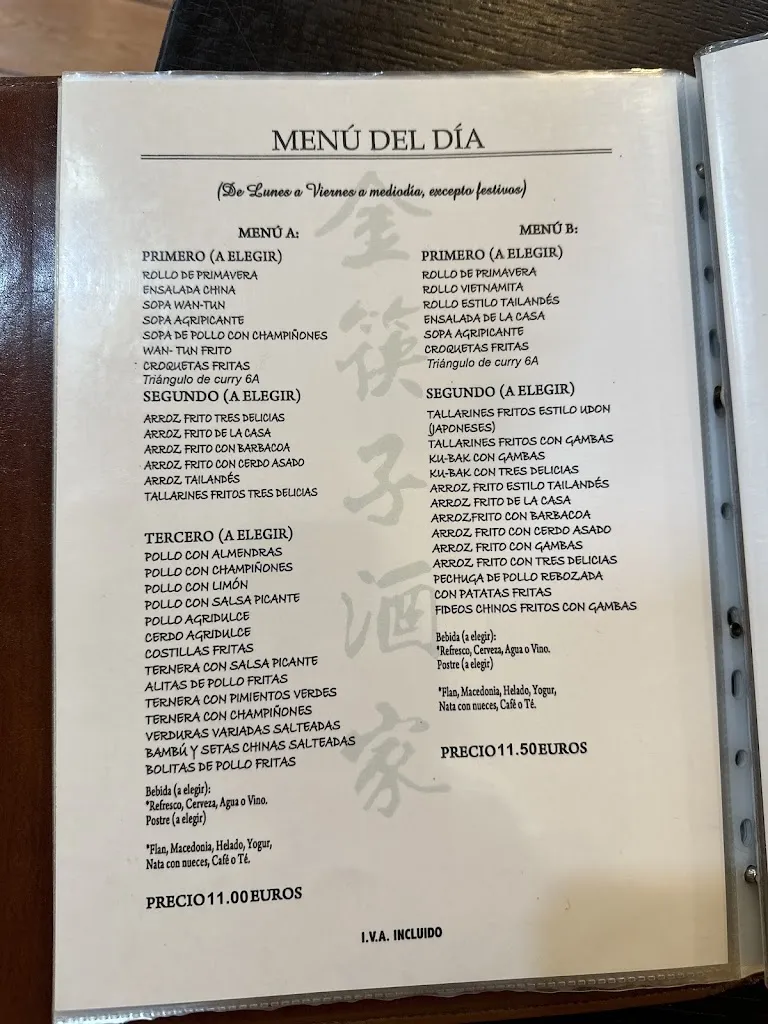 MENÚ DEL DÍA
(De Lunes a Viernes a mediodía, excepto festivos)
金筷子酒家
MENÚ A:
PRIMERO (A ELEGIR)
ROLLO DE PRIMAVERA
ENSALADA CHINA
SOPA WAN-TUN
SOPA AGRIPICANTE
SOPA DE POLLO CON CHAMPIÑONES
WAN- TUN FRITO
CROQUETAS FRITAS
Triángulo de curry 6A
SEGUNDO (A ELEGIR)
ARROZ FRITO TRES DELICIAS
ARROZ FRITO DE LA CASA
ARROZ FRITO CON BARBACOA
ARROZ FRITO CON CERDO ASADO
ARROZ TAILANDÉS
TALLARINES FRITOS TRES DELICIAS
TERCERO (A ELEGIR)
POLLO CON ALMENDRAS
POLLO CON CHAMPIÑONES
POLLO CON LIMÓN
POLLO CON SALSA PICANTE
POLLO AGRIDULCE
CERDO AGRIDULCE
COSTILLAS FRITAS
TERNERA CON SALSA PICANTE
ALITAS DE POLLO FRITAS
TERNERA CON PIMIENTOS VERDES
TERNERA CON CHAMPIÑONES
VERDURAS VARIADAS SALTEADAS
BAMBÚ Y SETAS CHINAS SALTEADAS
BOLITAS DE POLLO FRITAS
Bebida (a elegir):
*Refresco, Cerveza, Agua o Vino.
Postre (a elegir)
*Flan, Macedonia, Helado, Yogur,
Nata con nueces, Café o Té.
PRECIO 11.00 EUROS
MENÚ B:
PRIMERO (A ELEGIR)
ROLLO DE PRIMAVERA
ROLLO VIETNAMITA
ROLLO ESTILO TAILANDÉS
ENSALADA DE LA CASA
SOPA AGRIPICANTE
CROQUETAS FRITAS
Triángulo de curry 6A
SEGUNDO (A ELEGIR)
TALLARINES FRITOS ESTILO UDON
(JAPONESES)
TALLARINES FRITOS CON GAMBAS
KU-BAK CON GAMBAS
KU-BAK CON TRES DELICIAS
ARROZ FRITO ESTILO TAILANDÉS
ARROZ FRITO DE LA CASA
ARROZFRITO CON BARBACOA
ARROZ FRITO CON CERDO ASADO
ARROZ FRITO CON GAMBAS
ARROZ FRITO CON TRES DELICIAS
PECHUGA DE POLLO REBOZADA
CON PATATAS FRITAS
FIDEOS CHINOS FRITOS CON GAMBAS
Bebida (a elegir):
*Refresco, Cerveza, Agua o Vino.
Postre (a elegir)
*Flan, Macedonia, Helado, Yogur,
Nata con nueces, Café o Té.
PRECIO 11.50 EUROS
I.V.A. INCLUIDO